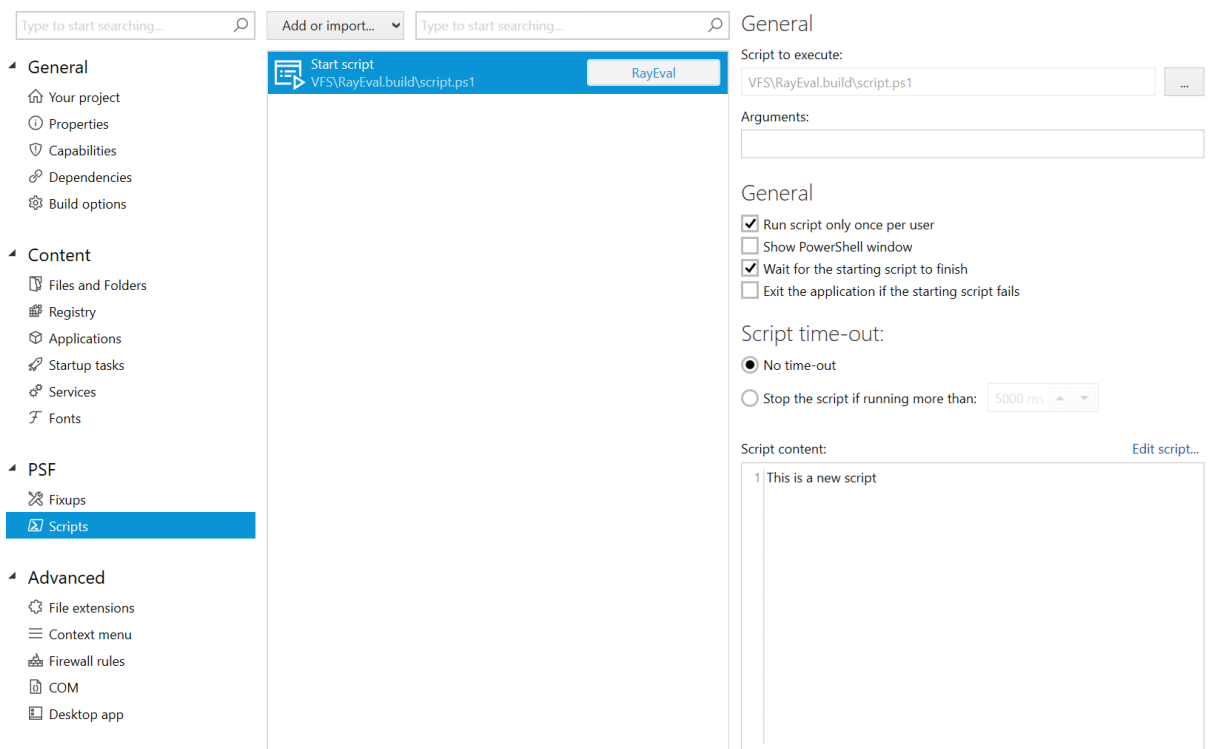 Type to start searching...
General
Your project
Properties
Capabilities
Dependencies
Build options
Content
Files and Folders
Registry
Applications
Startup tasks
Services
Fonts
PSF
Fixups
Scripts
Advanced
File extensions
Context menu
Firewall rules
COM
Desktop app
Add or import...
Type to start searching...
Start script
VFS\RayEval.build\script.ps1
RayEval
General
Script to execute:
VFS\RayEval.build\script.ps1
...
Arguments:
General
Run script only once per user
Show PowerShell window
Wait for the starting script to finish
Exit the application if the starting script fails
Script time-out:
No time-out
Stop the script if running more than: 5000 ms
Script content: Edit script...
1 This is a new script